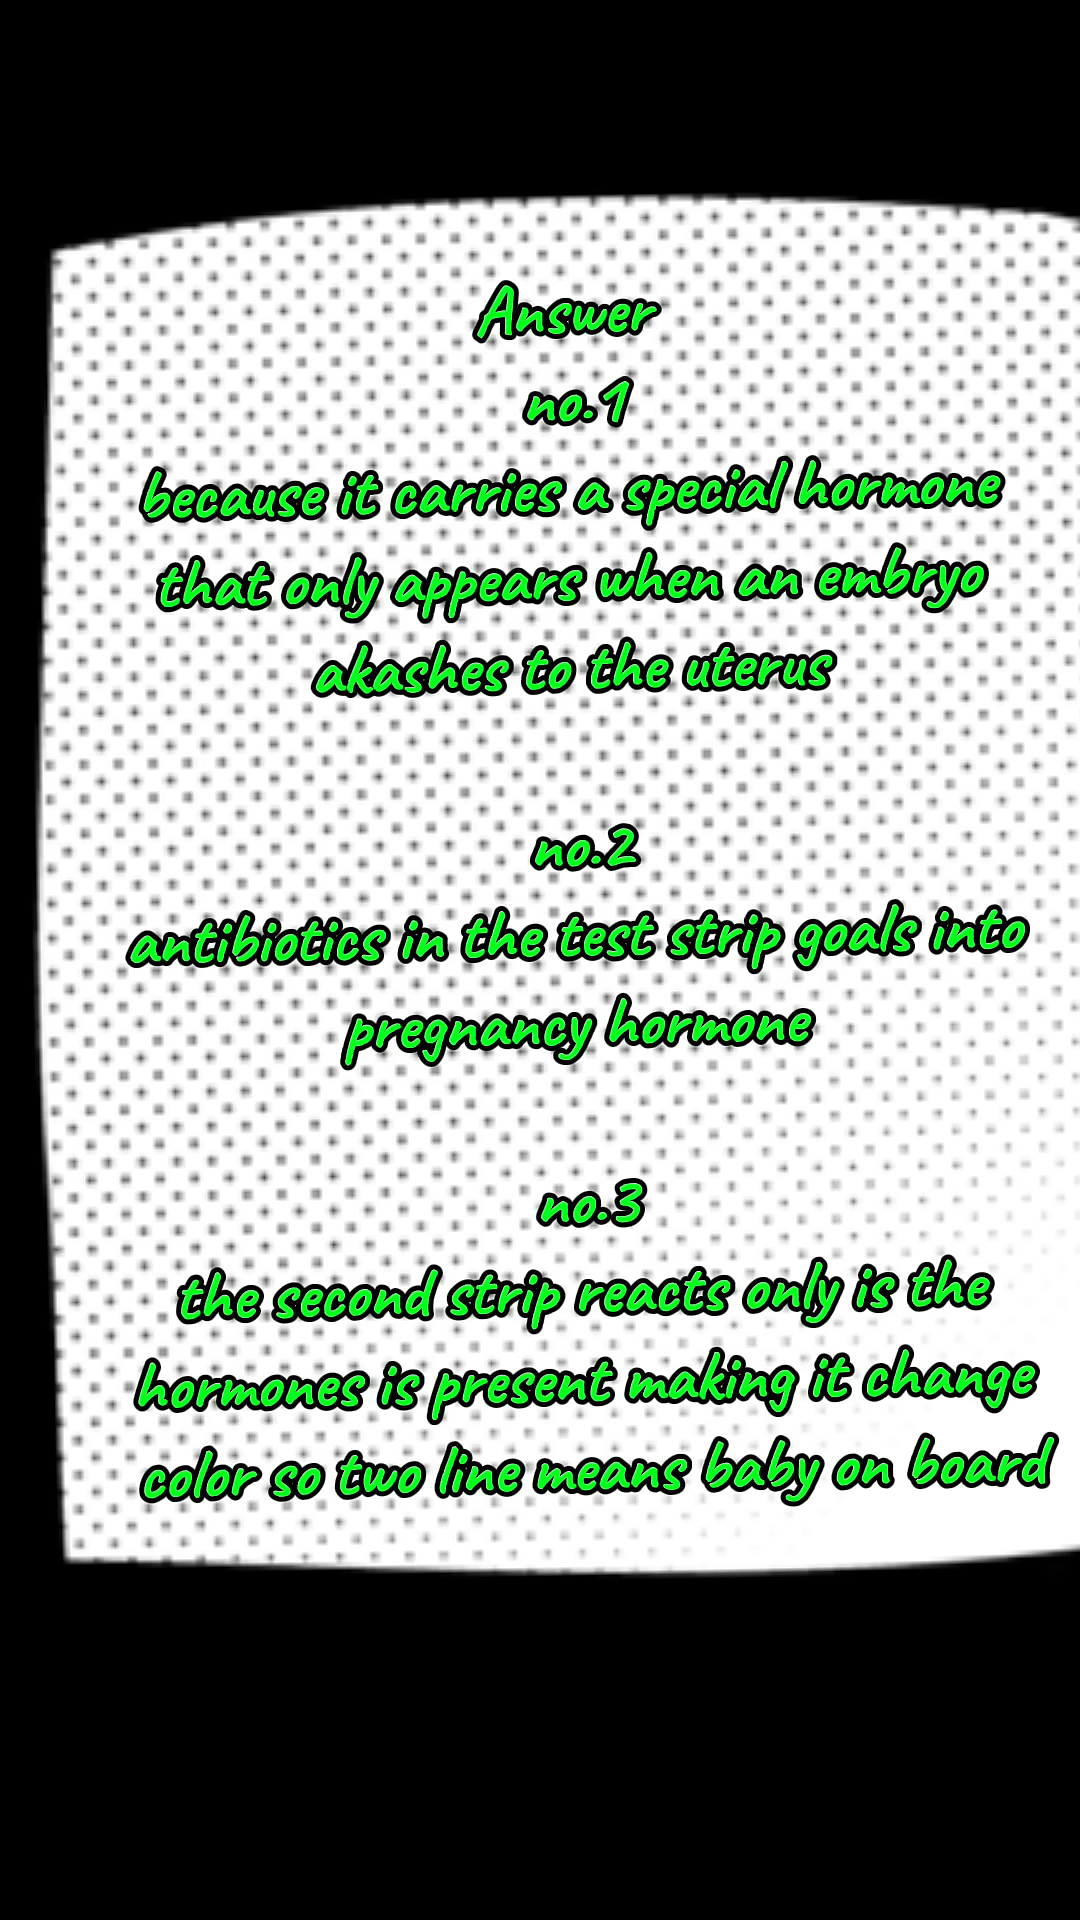 Answer
no.1
because it carries a special hormone
that only appears when an embryo
akashes to the uterus
no.2
antibiotics in the test strip goals into
pregnancy hormone
no.3
the second strip reacts only is the
hormones is present making it change
color so two line means baby on board